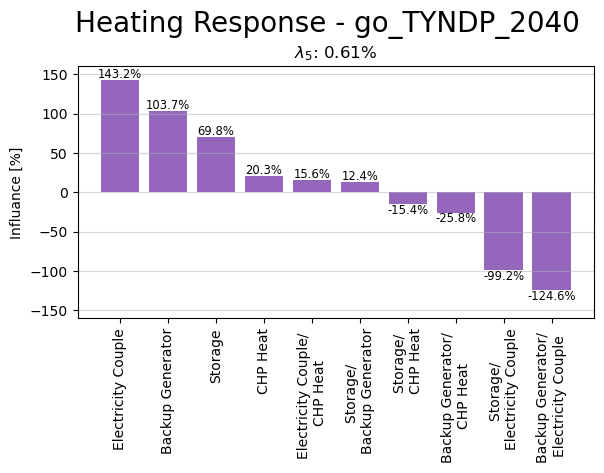 Heating Response - go_TYNDP_2040
λ5: 0.61%
Influance [%]
150
100
50
0
−50
−100
−150
143.2%
103.7%
69.8%
20.3%
15.6%
12.4%
-15.4%
-25.8%
-99.2%
-124.6%
Electricity Couple
Backup Generator
Storage
CHP Heat
Electricity Couple/
CHP Heat
Storage/
Backup Generator
Storage/
CHP Heat
Backup Generator/
CHP Heat
Storage/
Electricity Couple
Backup Generator/
Electricity Couple